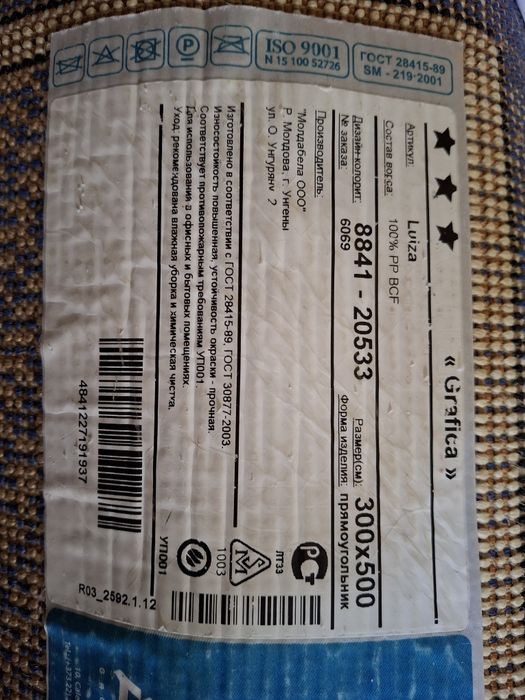 ISO 9001
N 15 100 52726
ГОСТ 28415-89
SM - 219:2001
« Grafica »
Артикул: Luiza
Состав ворса: 100% PP BCF
Дизайн-колорит: 8841 - 20533 Размер(см): 300x500
№ заказа: 6069 Форма изделия: прямоугольник
Производитель:
"Молдабела ООО"
Р. Молдова, г. Унгены
ул. О. Унгуряну 2
Изготовлено в соответствии с ГОСТ 28415-89, ГОСТ 30877-2003.
Износостойкость повышенная, устойчивость окраски - прочная.
Соответствует противопожарным требованиям УП001.
Для использования в офисных и бытовых помещениях.
Уход: рекомендована влажная уборка и химическая чистка.
ЛТ33
1003
УП001
4841227191937
R03_2592.1.12